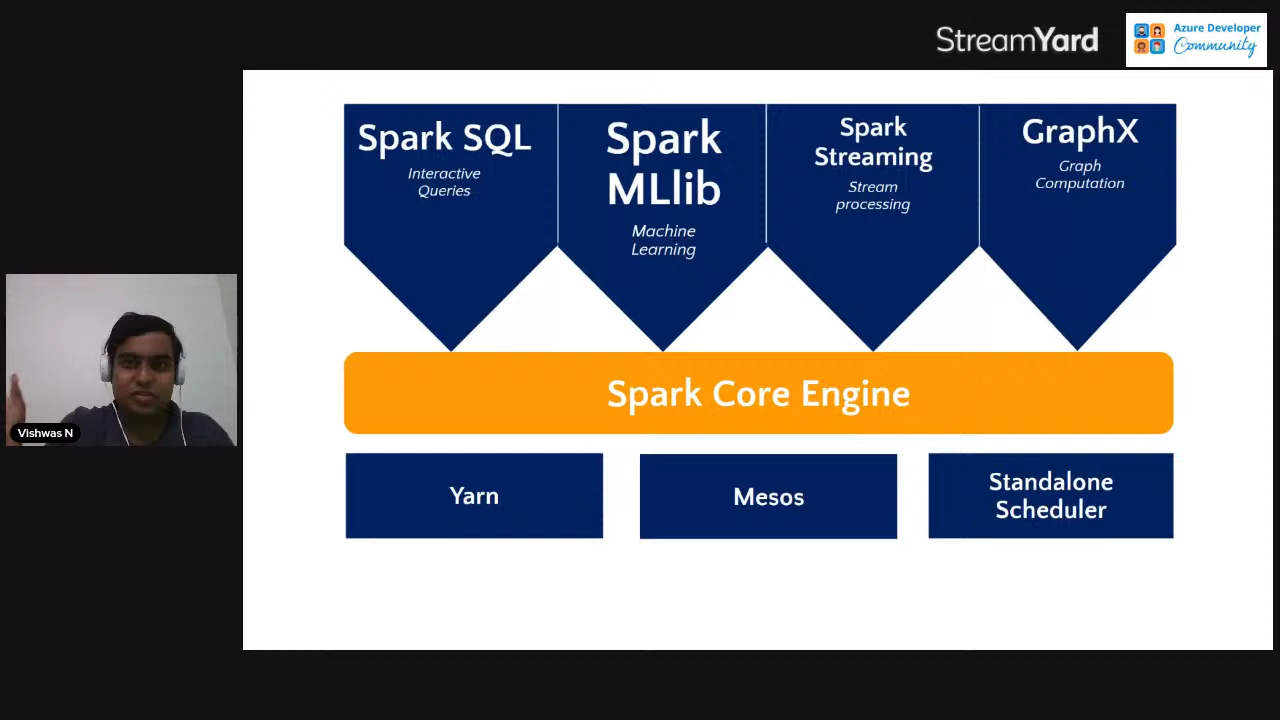 StreamYard
Azure Developer
Community
Spark SQL
Interactive
Queries
Spark
MLlib
Machine
Learning
Spark
Streaming
Stream
processing
GraphX
Graph
Computation
Spark Core Engine
Yarn
Mesos
Standalone
Scheduler
Vishwas N